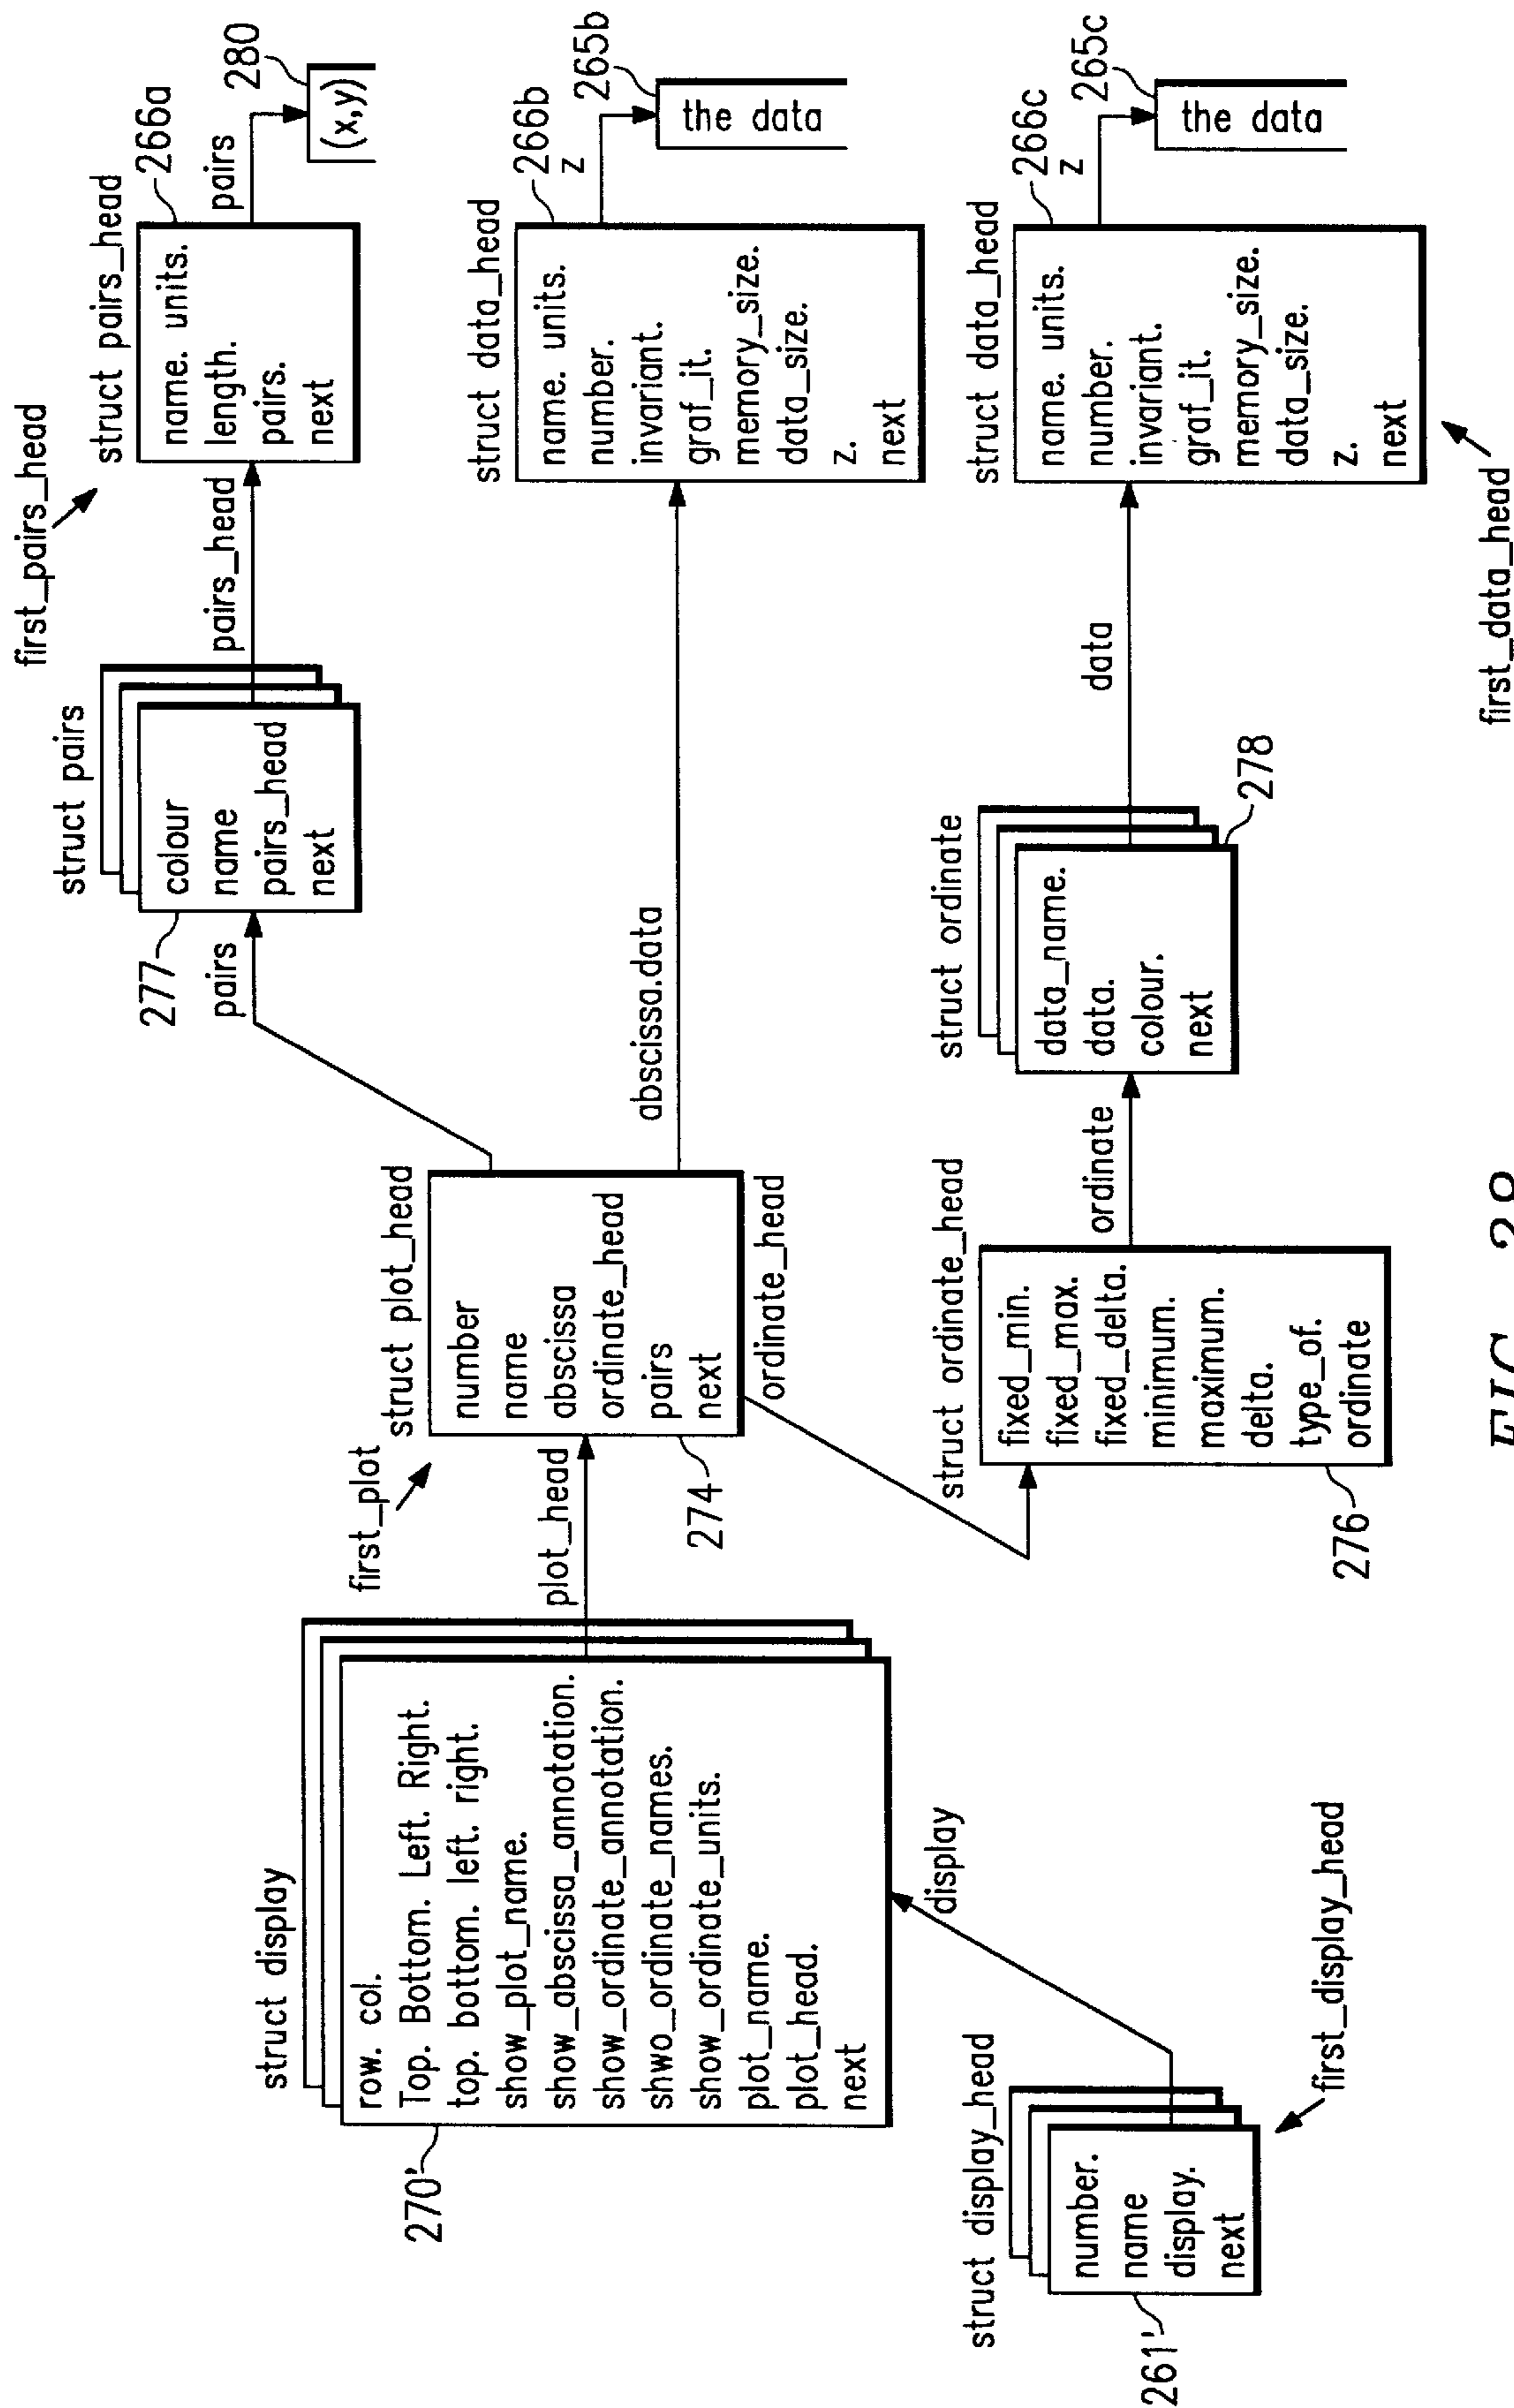 struct display_head
number.
name
display.
next
261'
first_display_head
display
struct display
row. col.
Top. Bottom. Left. Right.
top. bottom. left. right.
show_plot_name.
show_abscissa_annotation.
show_ordinate_annotation.
shwo_ordinate_names.
show_ordinate_units.
plot_name.
plot_head.
next
270'
plot_head
first_plot
struct plot_head
number
name
abscissa
ordinate_head
pairs
next
274
ordinate_head
pairs
struct pairs
colour
name
pairs_head
next
277
pairs_head
first_pairs_head
struct pairs_head
name. units.
length.
pairs.
next
266a
pairs
280
(x,y)
abscissa.data
struct data_head
name. units.
number.
invariant.
graf_it.
memory_size.
data_size.
z.
next
266b
z
265b
the data
struct ordinate_head
fixed_min.
fixed_max.
fixed_delta.
minimum.
maximum.
delta.
type_of.
ordinate
276
ordinate
struct ordinate
data_name.
data.
colour.
next
278
data
struct data_head
name. units.
number.
invariant.
graf_it.
memory_size.
data_size.
z.
next
266c
z
265c
the data
first_data_head